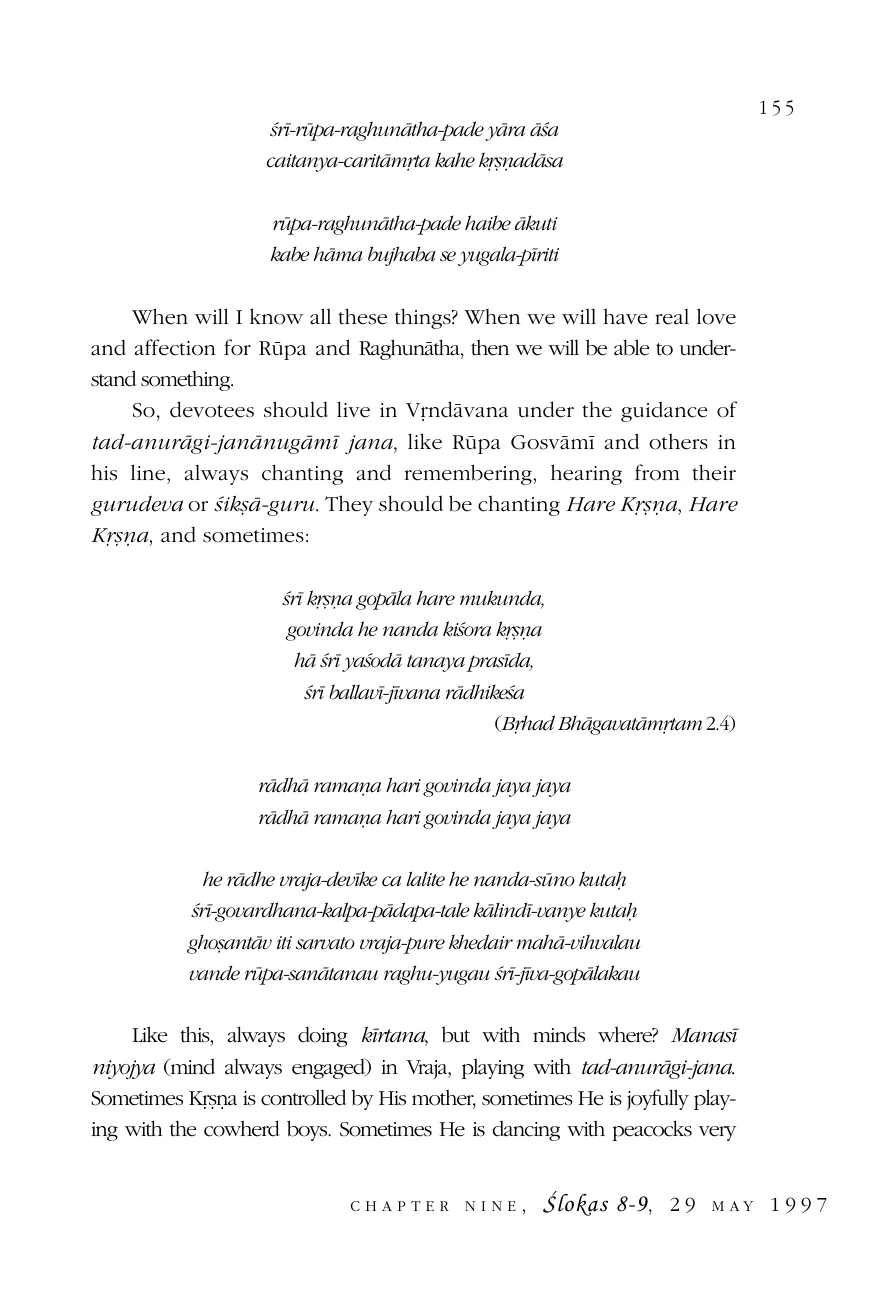 155
śrī-rūpa-raghunātha-pade yāra āśa
caitanya-caritāmṛta kahe kṛṣṇadāsa
rūpa-raghunātha-pade haibe ākuti
kabe hāma bujhaba se yugala-pīriti
When will I know all these things? When we will have real love
and affection for Rūpa and Raghunātha, then we will be able to under-
stand something.
So, devotees should live in Vṛndāvana under the guidance of
tad-anurāgi-janānugāmī jana, like Rūpa Gosvāmī and others in
his line, always chanting and remembering, hearing from their
gurudeva or śikṣā-guru. They should be chanting Hare Kṛṣṇa, Hare
Kṛṣṇa, and sometimes:
śrī kṛṣṇa gopāla hare mukunda,
govinda he nanda kiśora kṛṣṇa
hā śrī yaśodā tanaya prasīda,
śrī ballavī-jīvana rādhikeśa
(Bṛhad Bhāgavatāmṛtam 2.4)
rādhā ramaṇa hari govinda jaya jaya
rādhā ramaṇa hari govinda jaya jaya
he rādhe vraja-devīke ca lalite he nanda-sūno kutaḥ
śrī-govardhana-kalpa-pādapa-tale kālindī-vanye kutaḥ
ghoṣantāv iti sarvato vraja-pure khedair mahā-vihvalau
vande rūpa-sanātanau raghu-yugau śrī-jīva-gopālakau
Like this, always doing kīrtana, but with minds where? Manasī
niyojya (mind always engaged) in Vraja, playing with tad-anurāgi-jana.
Sometimes Kṛṣṇa is controlled by His mother, sometimes He is joyfully play-
ing with the cowherd boys. Sometimes He is dancing with peacocks very
CHAPTER NINE, Ślokas 8-9, 29 MAY 1997